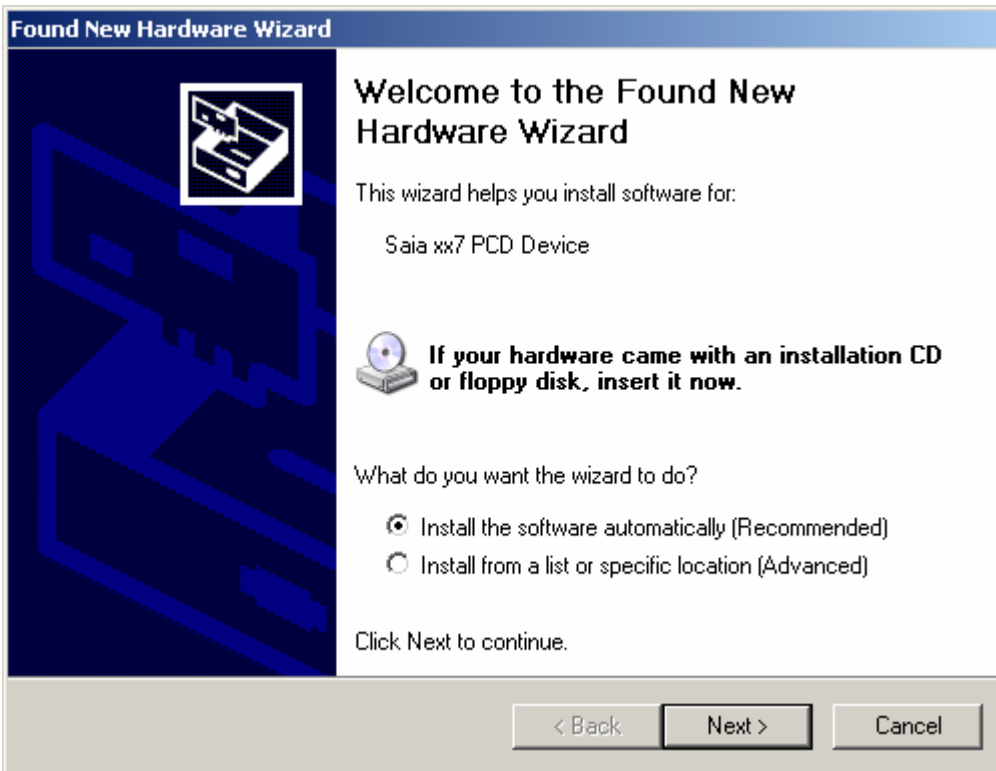 Found New Hardware Wizard
Welcome to the Found New
Hardware Wizard
This wizard helps you install software for:
Saia xx7 PCD Device
If your hardware came with an installation CD
or floppy disk, insert it now.
What do you want the wizard to do?
Install the software automatically (Recommended)
Install from a list or specific location (Advanced)
Click Next to continue.
< Back
Next >
Cancel